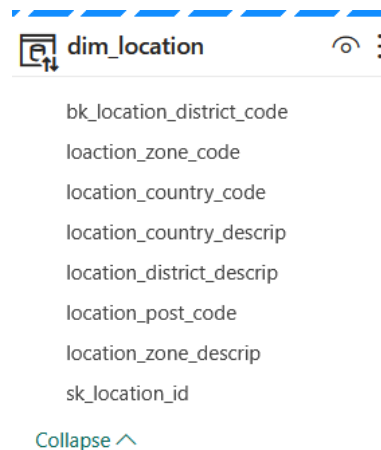 dim_location
bk_location_district_code
loaction_zone_code
location_country_code
location_country_descrip
location_district_descrip
location_post_code
location_zone_descrip
sk_location_id
Collapse